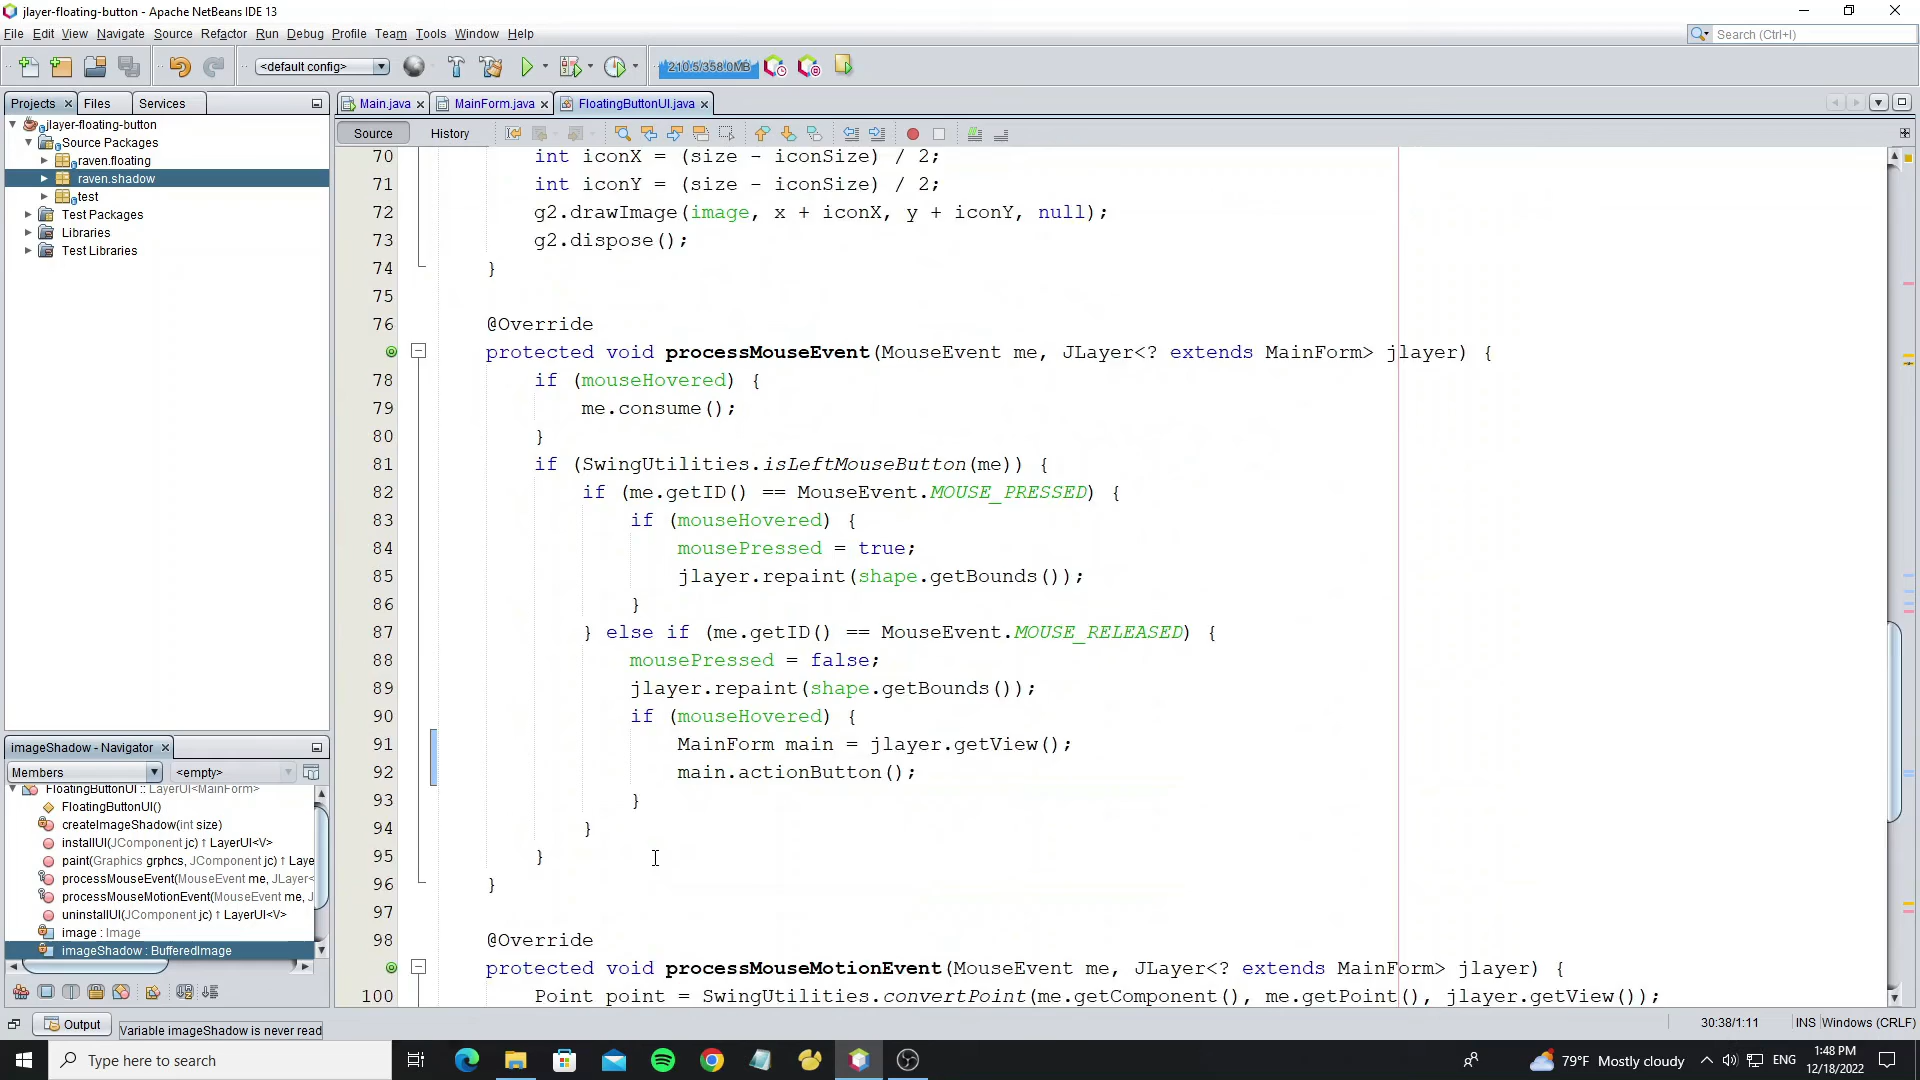 jlayer-floating-button - Apache NetBeans IDE 13
File Edit View Navigate Source Refactor Run Debug Profile Team Tools Window Help
Search (Ctrl+I)
<default config>
210.5/358.0MB
Projects Files Services
Main.java MainForm.java FloatingButtonUI.java
Source History
jlayer-floating-button
Source Packages
raven.floating
raven.shadow
test
Test Packages
Libraries
Test Libraries
70 int iconX = (size - iconSize) / 2;
71 int iconY = (size - iconSize) / 2;
72 g2.drawImage(image, x + iconX, y + iconY, null);
73 g2.dispose();
74 }
75
76 @Override
protected void processMouseEvent(MouseEvent me, JLayer<? extends MainForm> jlayer) {
78 if (mouseHovered) {
79 me.consume();
80 }
81 if (SwingUtilities.isLeftMouseButton(me)) {
82 if (me.getID() == MouseEvent.MOUSE_PRESSED) {
83 if (mouseHovered) {
84 mousePressed = true;
85 jlayer.repaint(shape.getBounds());
86 }
87 } else if (me.getID() == MouseEvent.MOUSE_RELEASED) {
88 mousePressed = false;
89 jlayer.repaint(shape.getBounds());
90 if (mouseHovered) {
91 MainForm main = jlayer.getView();
92 main.actionButton();
93 }
94 }
95 }
96 }
97
98 @Override
protected void processMouseMotionEvent(MouseEvent me, JLayer<? extends MainForm> jlayer) {
100 Point point = SwingUtilities.convertPoint(me.getComponent(), me.getPoint(), jlayer.getView());
imageShadow - Navigator
Members <empty>
FloatingButtonUI :: LayerUI<MainForm>
FloatingButtonUI()
createImageShadow(int size)
installUI(JComponent jc) ↑ LayerUI<V>
paint(Graphics grphcs, JComponent jc) ↑ Laye
processMouseEvent(MouseEvent me, JLayer<
processMouseMotionEvent(MouseEvent me, J
uninstallUI(JComponent jc) ↑ LayerUI<V>
image : Image
imageShadow : BufferedImage
Output
Variable imageShadow is never read
30:38/1:11 INS Windows (CRLF)
Type here to search
79°F Mostly cloudy
ENG
1:48 PM
12/18/2022